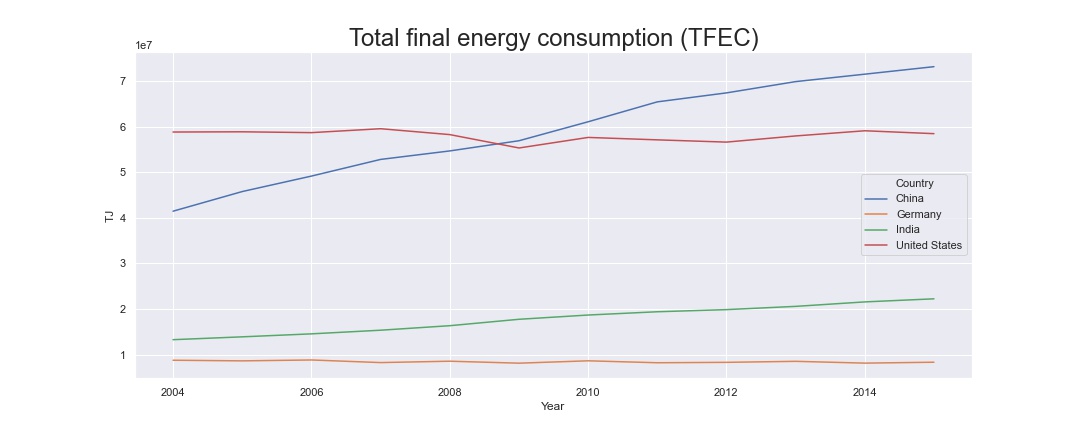 Total final energy consumption (TFEC)
1e7
7
6
5
4
3
2
1
TJ
Country
China
Germany
India
United States
2004
2006
2008
2010
2012
2014
Year